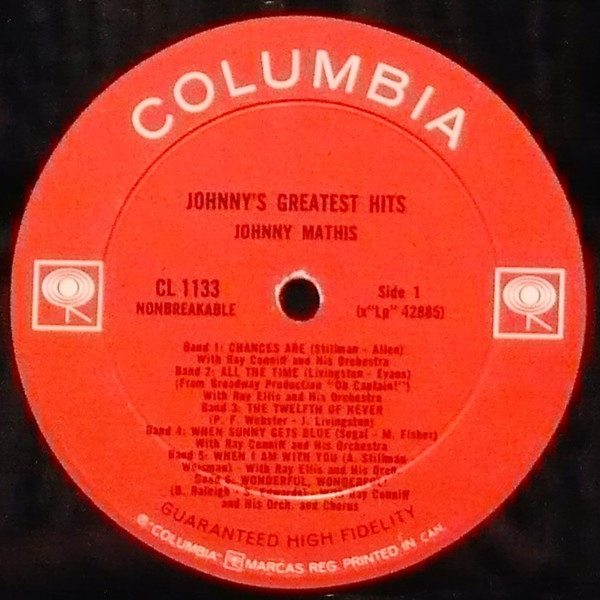 COLUMBIA
JOHNNY'S GREATEST HITS
JOHNNY MATHIS
CL 1133
NONBREAKABLE
Side 1
(x"Lp" 42885)
Band 1: CHANCES ARE (Stillman - Allen)
With Ray Conniff and His Orchestra
Band 2: ALL THE TIME (Livingston - Evans)
(From Broadway Production "Oh Captain!")
With Ray Ellis and His Orchestra
Band 3: THE TWELFTH OF NEVER
(P. F. Webster - J. Livingston)
Band 4: WHEN SUNNY GETS BLUE (Segal - M. Fisher)
With Ray Conniff and His Orchestra
Band 5: WHEN I AM WITH YOU (A. Stillman
Weisman) - With Ray Ellis and His Orch.
Band 6: WONDERFUL, WONDERFUL
(B. Raleigh - With Ray Conniff
and His Orch. and Chorus
GUARANTEED HIGH FIDELITY
® "COLUMBIA" MARCAS REG. PRINTED IN CAN.